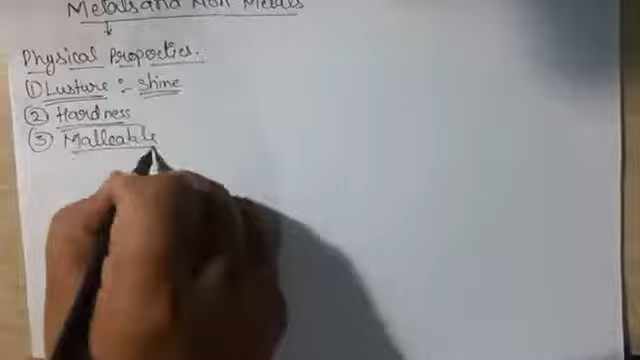 Metals and Non Metals
Physical Properties.
(1) Lusture :- Shine
(2) Hardness
(3) Malleable